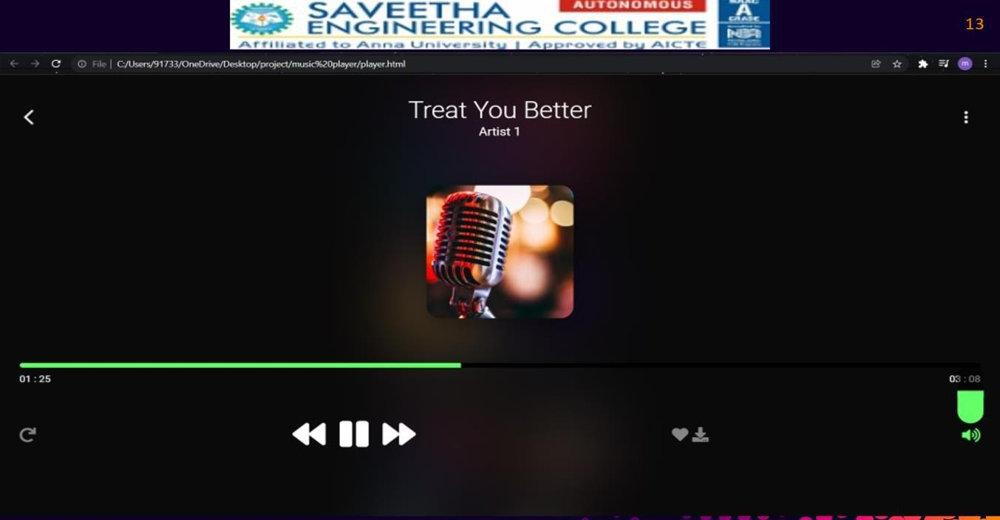 SAVEETHA
AUTONOMOUS
ENGINEERING COLLEGE
Affiliated to Anna University | Approved by AICTE
A
GRADE
13
File | C:/Users/91733/OneDrive/Desktop/project/music%20player/player.html
m
Treat You Better
Artist 1
01 : 25
03 : 08